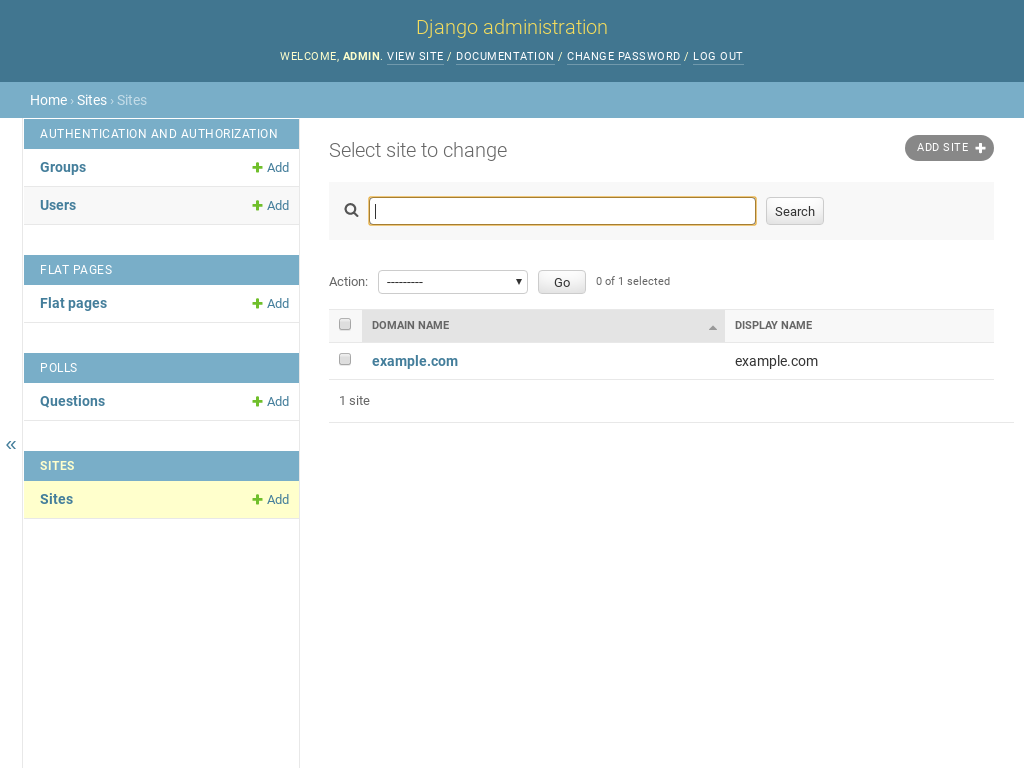 Django administration
WELCOME, ADMIN. VIEW SITE / DOCUMENTATION / CHANGE PASSWORD / LOG OUT
Home › Sites › Sites
AUTHENTICATION AND AUTHORIZATION
Groups Add
Users Add
FLAT PAGES
Flat pages Add
POLLS
Questions Add
SITES
Sites Add
«
Select site to change
ADD SITE
Search
Action: --------- Go 0 of 1 selected
DOMAIN NAME DISPLAY NAME
example.com example.com
1 site